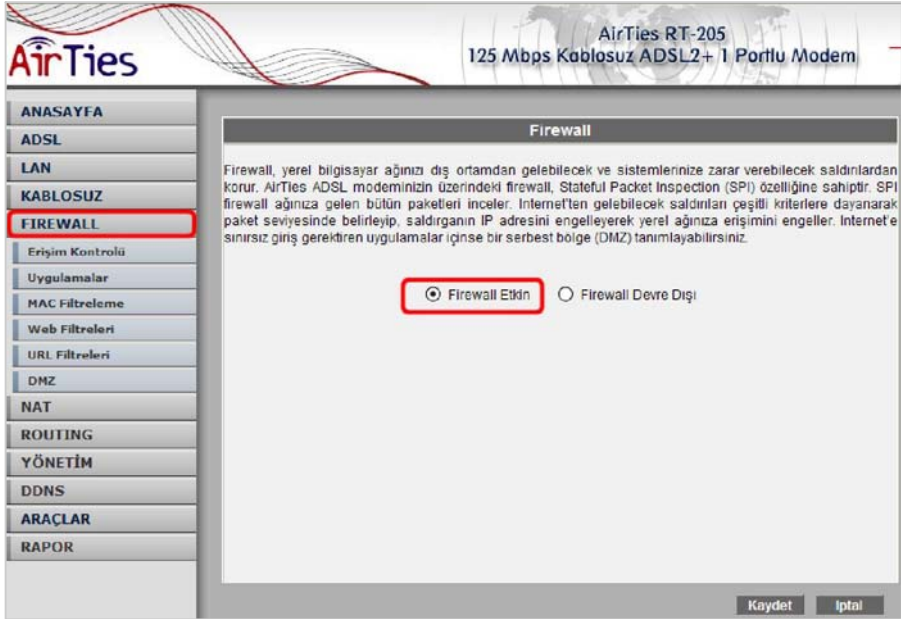 AirTies
AirTies RT-205
125 Mbps Kablosuz ADSL2+ 1 Portlu Modem
ANASAYFA
ADSL
LAN
KABLOSUZ
FIREWALL
Erişim Kontrolü
Uygulamalar
MAC Filtreleme
Web Filtreleri
URL Filtreleri
DMZ
NAT
ROUTING
YÖNETİM
DDNS
ARAÇLAR
RAPOR
Firewall
Firewall, yerel bilgisayar ağınızı dış ortamdan gelebilecek ve sistemlerinize zarar verebilecek saldırılardan
korur. AirTies ADSL modeminizin üzerindeki firewall, Stateful Packet Inspection (SPI) özelliğine sahiptir. SPI
firewall ağınıza gelen bütün paketleri inceler. Internet'ten gelebilecek saldırıları çeşitli kriterlere dayanarak
paket seviyesinde belirleyip, saldırganın IP adresini engelleyerek yerel ağınıza erişimini engeller. Internet'e
sınırsız giriş gerektiren uygulamalar içinse bir serbest bölge (DMZ) tanımlayabilirsiniz.
Firewall Etkin
Firewall Devre Dışı
Kaydet
Iptal